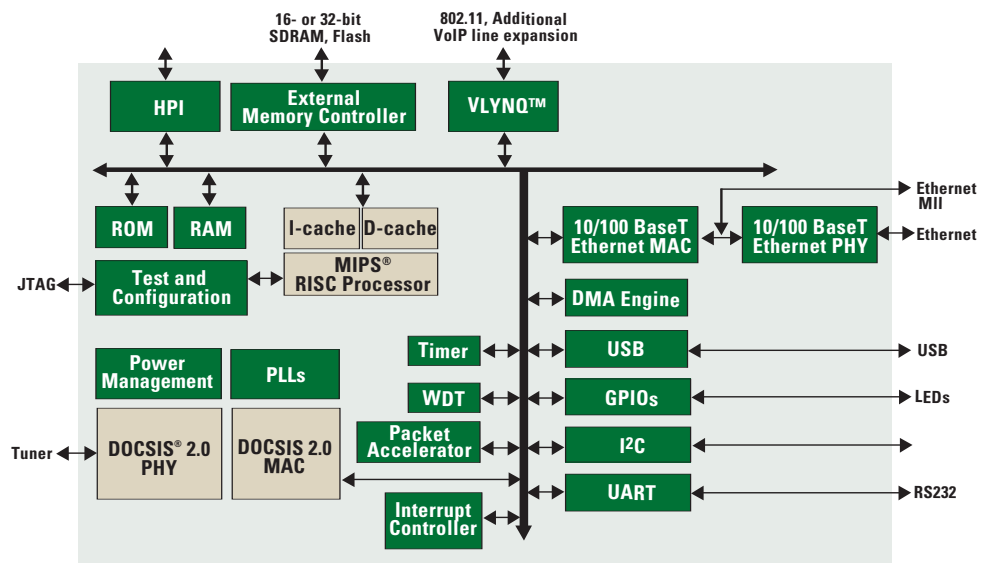 16- or 32-bit
SDRAM, Flash
802.11, Additional
VoIP line expansion
HPI
External
Memory Controller
VLYNQ™
ROM
RAM
I-cache
D-cache
MIPS®
RISC Processor
10/100 BaseT
Ethernet MAC
10/100 BaseT
Ethernet PHY
Ethernet
MII
Ethernet
JTAG
Test and
Configuration
DMA Engine
Timer
USB
USB
Power
Management
PLLs
WDT
GPIOs
LEDs
Tuner
DOCSIS® 2.0
PHY
DOCSIS 2.0
MAC
Packet
Accelerator
I²C
UART
RS232
Interrupt
Controller